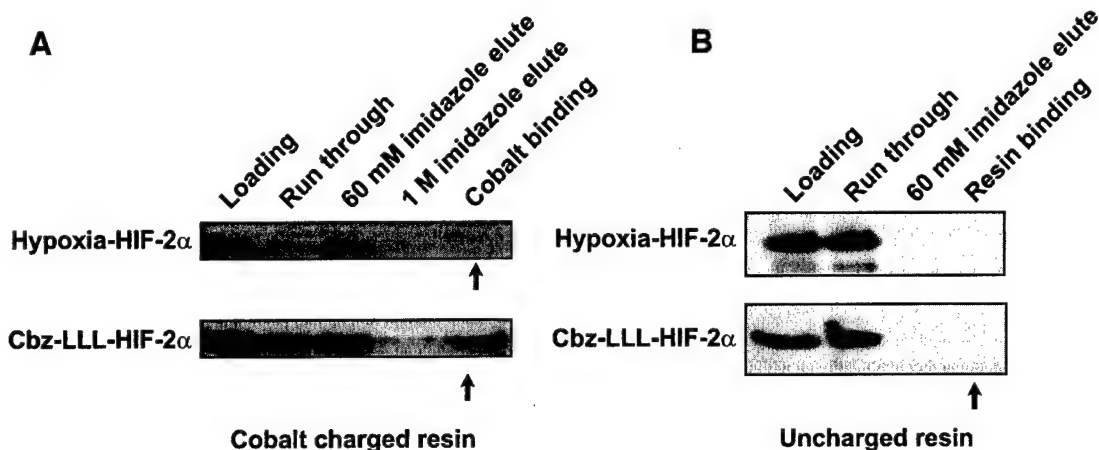 A
Loading
Run through
60 mM imidazole elute
1 M imidazole elute
Cobalt binding
Hypoxia-HIF-2α
Cbz-LLL-HIF-2α
Cobalt charged resin
B
Loading
Run through
60 mM imidazole elute
Resin binding
Hypoxia-HIF-2α
Cbz-LLL-HIF-2α
Uncharged resin